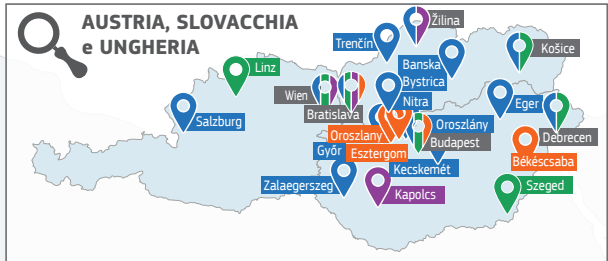 AUSTRIA, SLOVACCHIA
e UNGHERIA
Žilina
Trenčín
Košice
Banska
Bystrica
Linz
Wien
Nitra
Eger
Bratislava
Salzburg
Oroszlány
Oroszlany
Debrecen
Budapest
Győr
Esztergom
Békéscsaba
Kecskemét
Zalaegerszeg
Kapolcs
Szeged